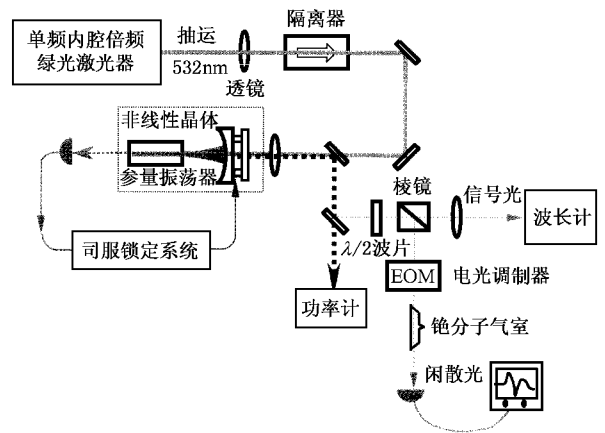 单频内腔倍频
绿光激光器
抽运
532nm
透镜
隔离器
非线性晶体
参量振荡器
司服锁定系统
棱镜
信号光
波长计
λ/2波片
EOM
电光调制器
功率计
铯分子气室
闲散光